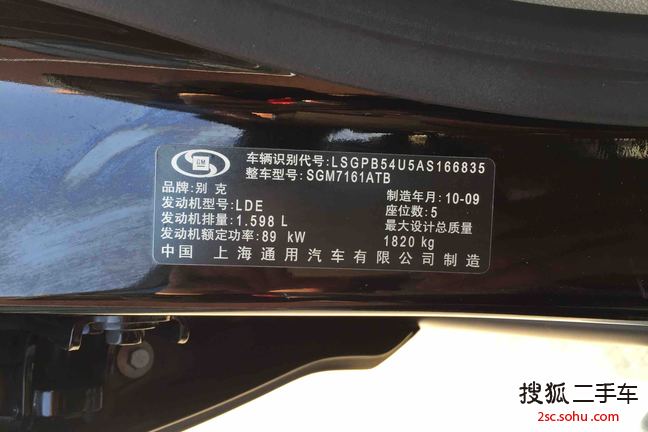 GM
车辆识别代号:LSGPB54U5AS166835
整车型号:SGM7161ATB
品牌:别克
制造年月:10-09
发动机型号:LDE
座位数:5
发动机排量:1.598 L
最大设计总质量
发动机额定功率:89 kW
1820 kg
中国 上海通用汽车有限公司制造
搜狐二手车
2sc.sohu.com